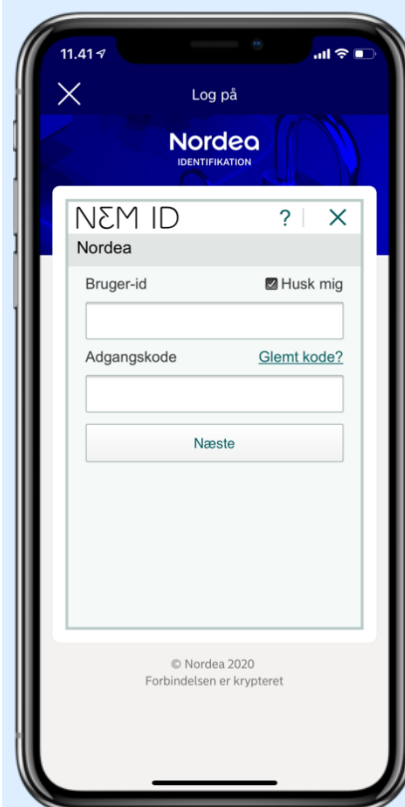 11.41
Log på
Nordea
IDENTIFIKATION
NEM ID ?
Nordea
Bruger-id Husk mig
Adgangskode Glemt kode?
Næste
© Nordea 2020
Forbindelsen er krypteret